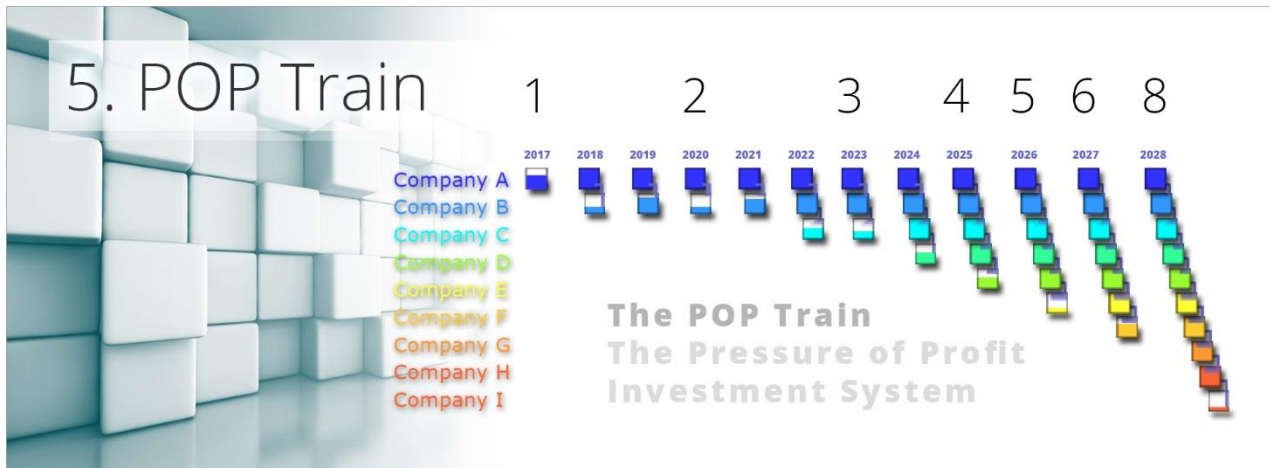 5. POP Train
1 2 3 4 5 6 8
2017 2018 2019 2020 2021 2022 2023 2024 2025 2026 2027 2028
Company A
Company B
Company C
Company D
Company E
Company F
Company G
Company H
Company I
The POP Train
The Pressure of Profit
Investment System